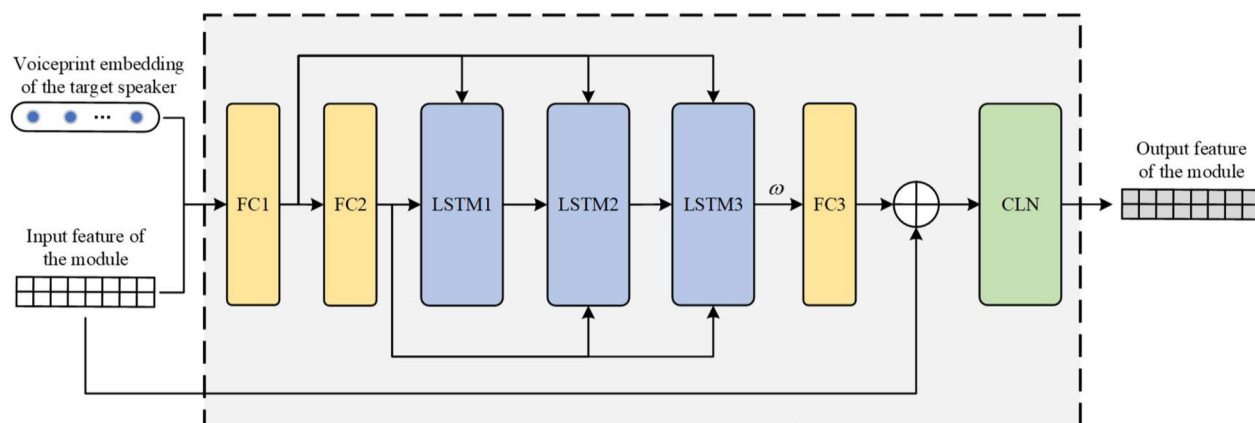 Voiceprint embedding
of the target speaker
...
Input feature of
the module
FC1
FC2
LSTM1
LSTM2
LSTM3
ω
FC3
CLN
Output feature
of the module